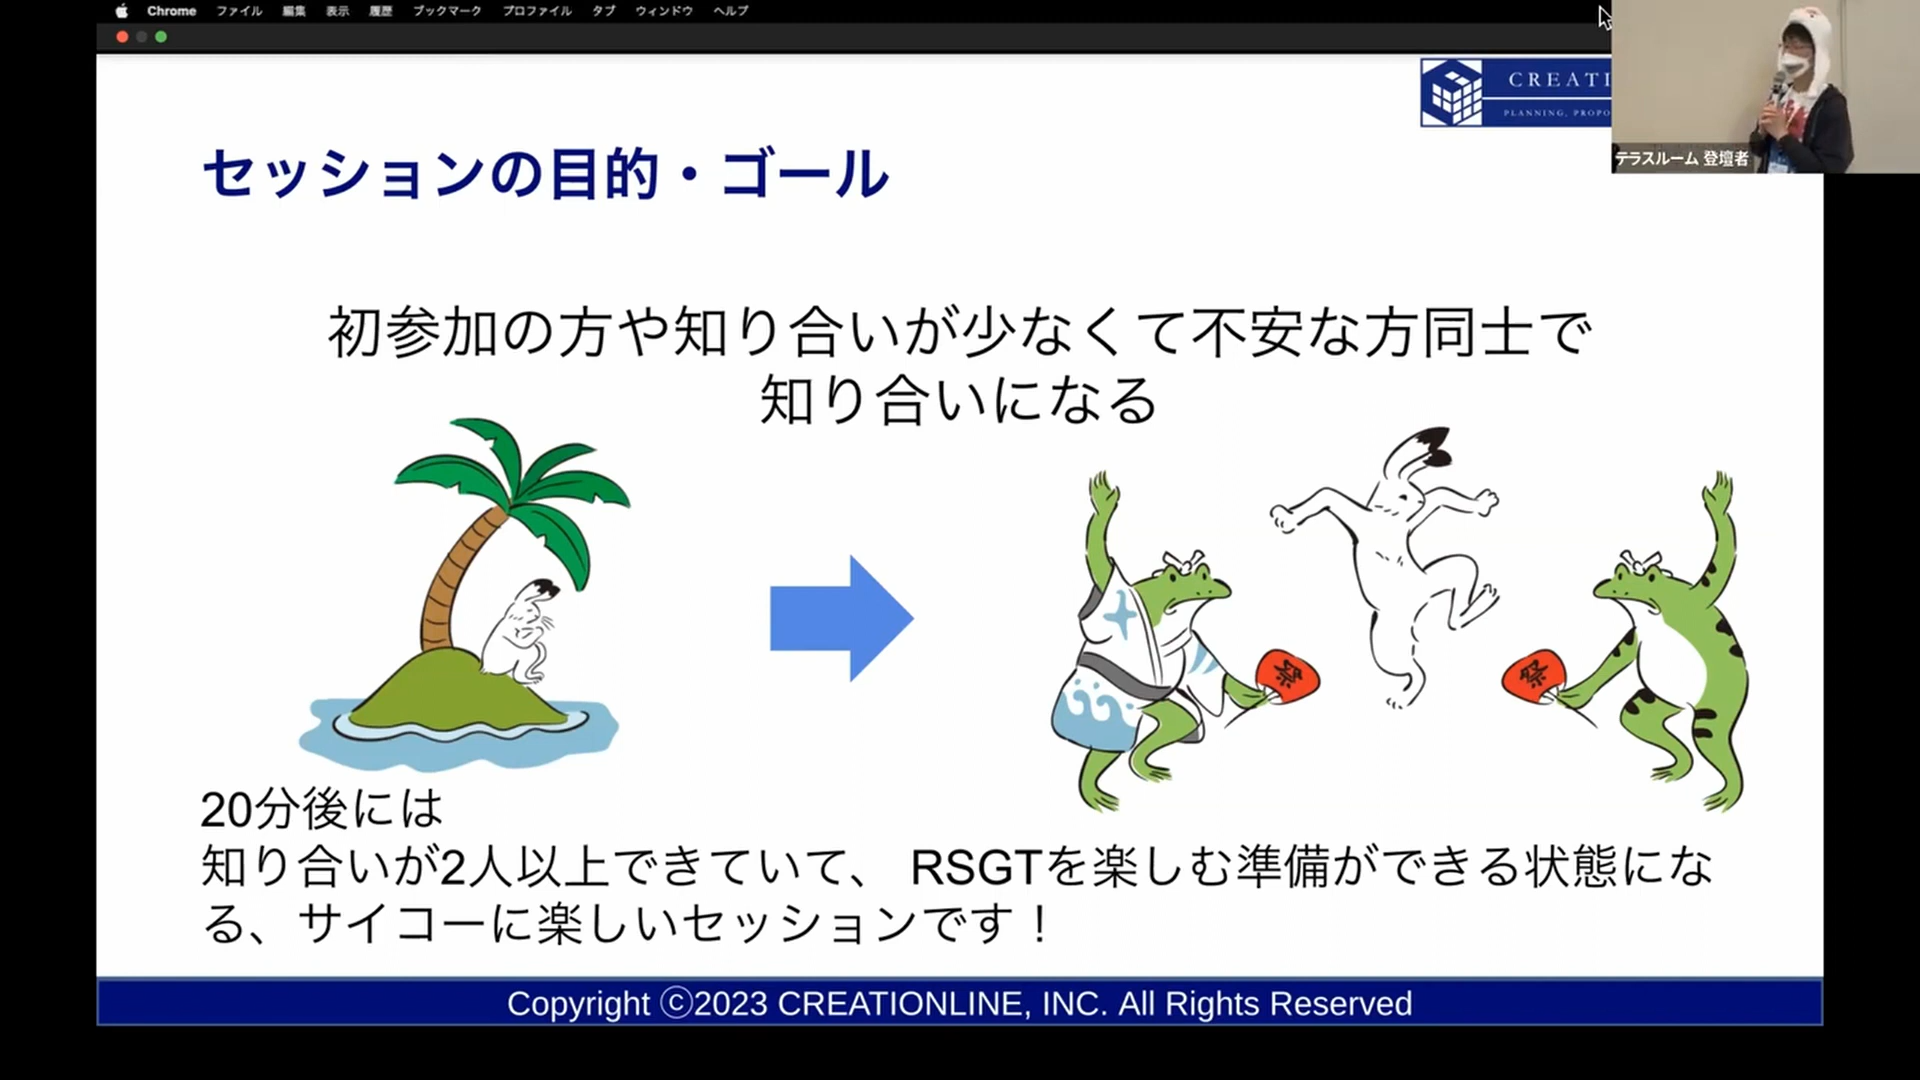 Chrome ファイル 編集 表示 履歴 ブックマーク プロファイル タブ ウィンドウ ヘルプ
CREATI
PLANNING, PROPO
テラスルーム 登壇者
セッションの目的・ゴール
初参加の方や知り合いが少なくて不安な方同士で
知り合いになる
祭
祭
20分後には
知り合いが2人以上できていて、 RSGTを楽しむ準備ができる状態にな
る、サイコーに楽しいセッションです！
Copyright Ⓒ2023 CREATIONLINE, INC. All Rights Reserved